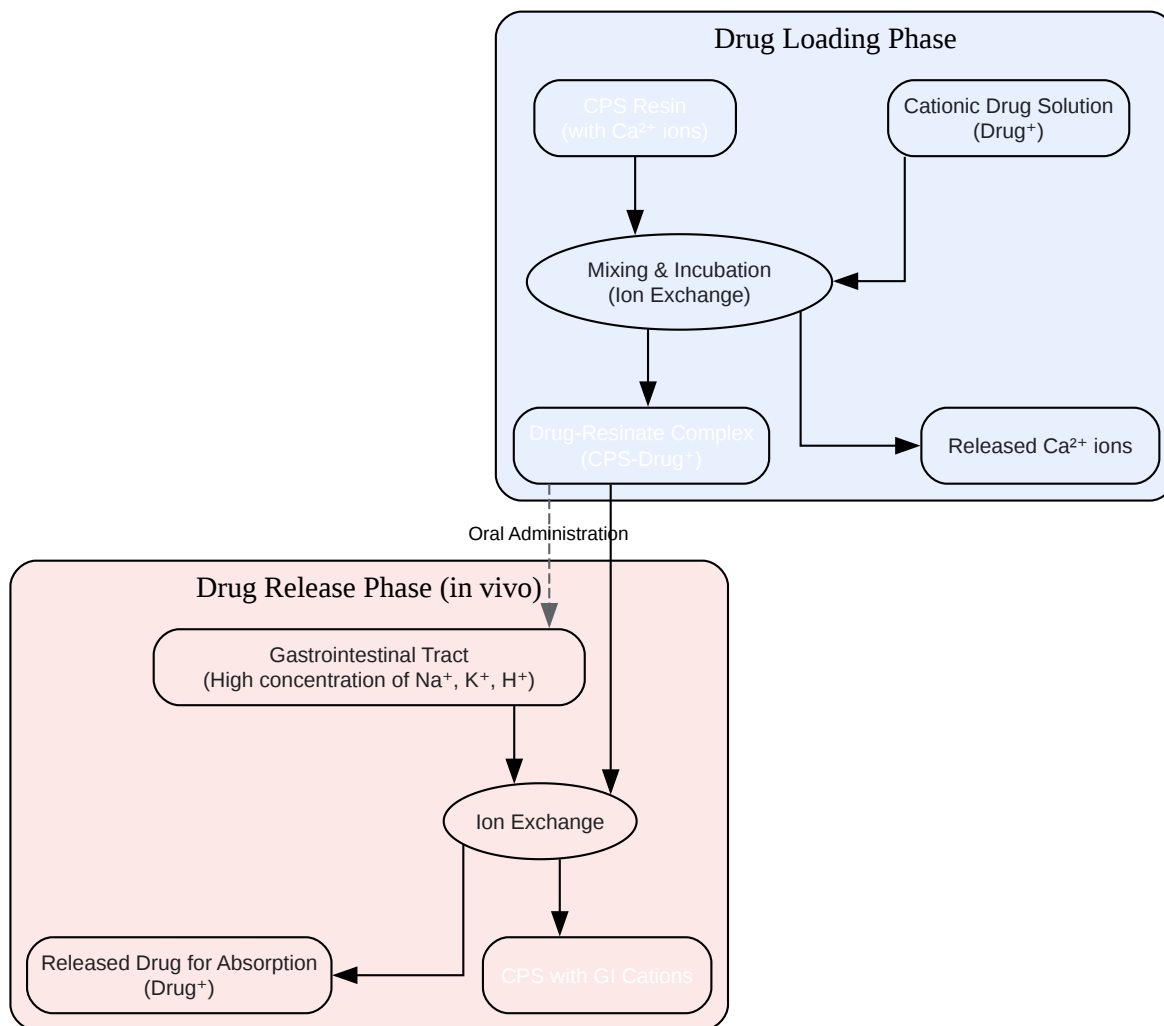 Drug Loading Phase
CPS Resin
(with Ca²⁺ ions)
Cationic Drug Solution
(Drug⁺)
Mixing & Incubation
(Ion Exchange)
Drug-Resinate Complex
(CPS-Drug⁺)
Released Ca²⁺ ions
Oral Administration
Drug Release Phase (in vivo)
Gastrointestinal Tract
(High concentration of Na⁺, K⁺, H⁺)
Ion Exchange
Released Drug for Absorption
(Drug⁺)
CPS with GI Cations